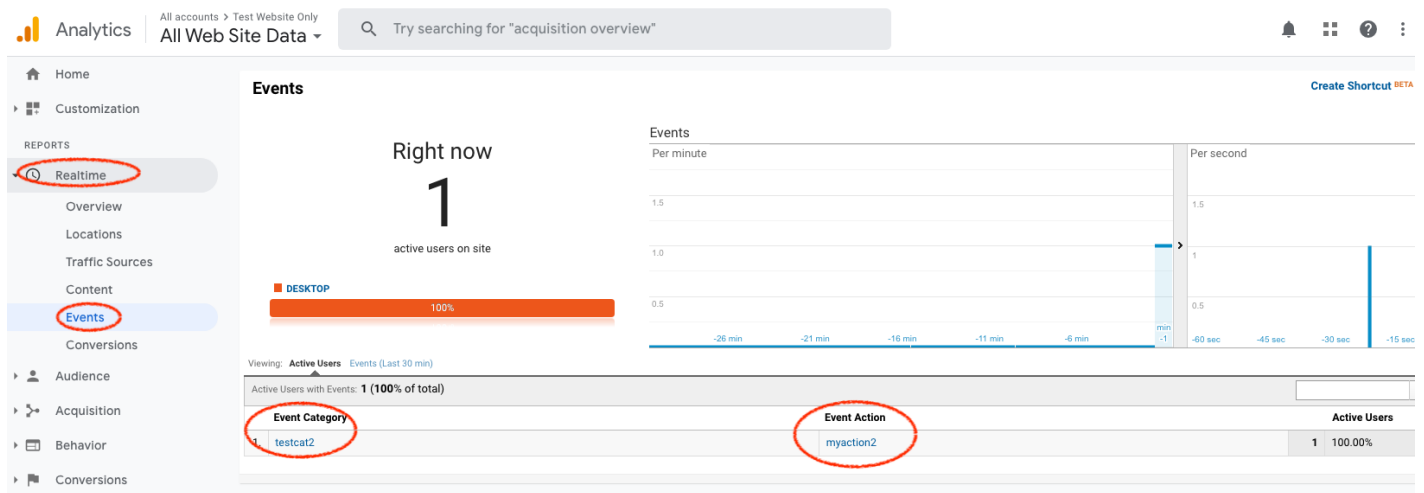 All accounts > Test Website Only
Analytics
All Web Site Data
Try searching for "acquisition overview"
Home
Customization
REPORTS
Realtime
Overview
Locations
Traffic Sources
Content
Events
Conversions
Audience
Acquisition
Behavior
Conversions
Events
Create Shortcut BETA
Right now
1
active users on site
DESKTOP
100%
Events
Per minute
1.5
1.0
0.5
-26 min
-21 min
-16 min
-11 min
-6 min
min
-1
Per second
1.5
1
0.5
-60 sec
-45 sec
-30 sec
-15 sec
Viewing: Active Users Events (Last 30 min)
Active Users with Events: 1 (100% of total)
Event Category Event Action Active Users
1. testcat2 myaction2 1 100.00%